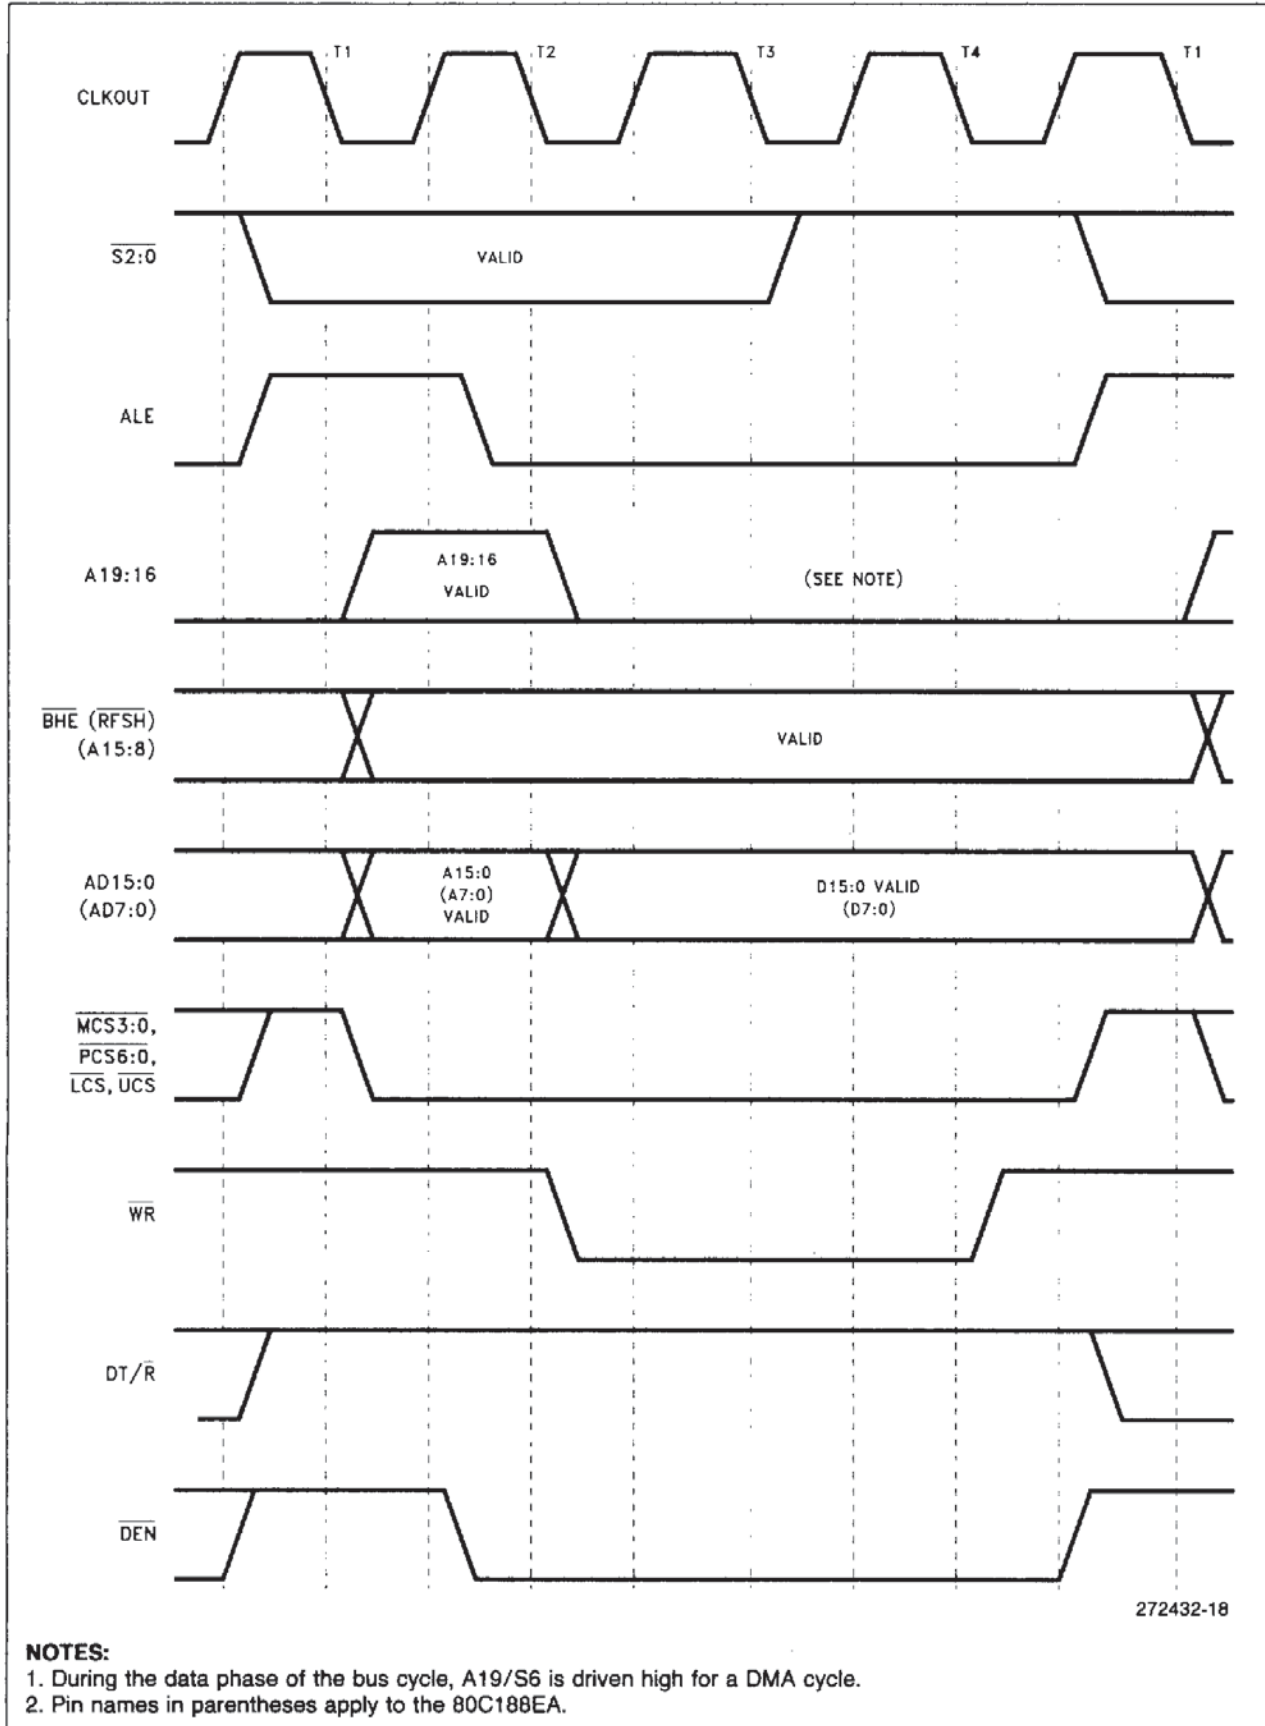 T1 T2 T3 T4 T1
CLKOUT
S2:0
VALID
ALE
A19:16
A19:16
VALID
(SEE NOTE)
BHE (RFSH)
(A15:8)
VALID
AD15:0
(AD7:0)
A15:0
(A7:0)
VALID
D15:0 VALID
(D7:0)
MCS3:0,
PCS6:0,
LCS, UCS
WR
DT/R
DEN
272432-18
NOTES:
1. During the data phase of the bus cycle, A19/S6 is driven high for a DMA cycle.
2. Pin names in parentheses apply to the 80C188EA.